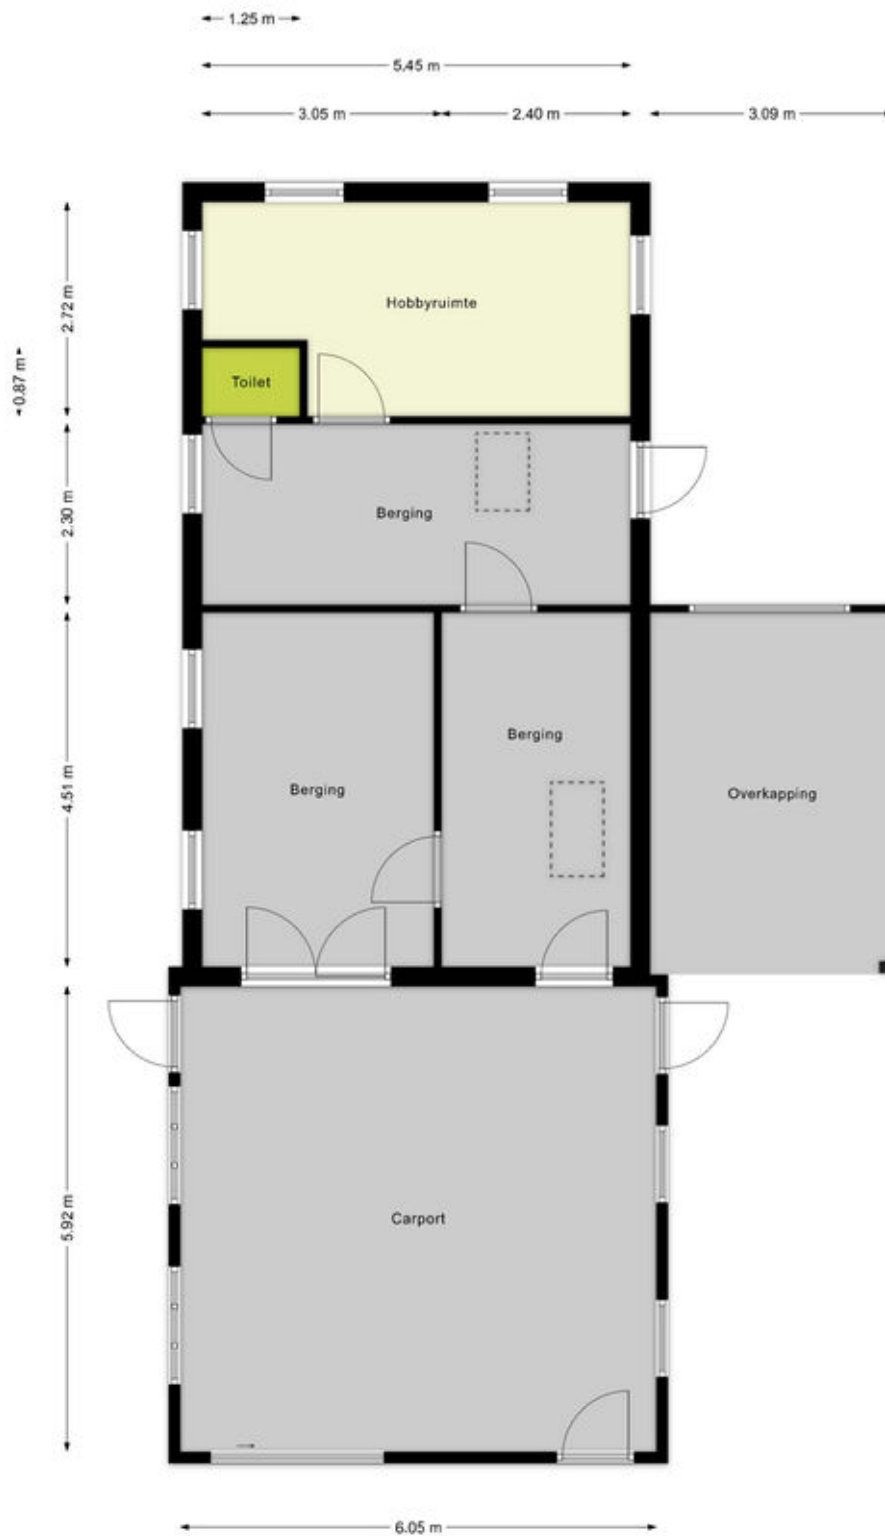 1.25 m
5.45 m
3.05 m
2.40 m
3.09 m
2.72 m
Hobbyruimte
0.87 m
Toilet
2.30 m
Berging
4.51 m
Berging
Berging
Overkapping
5.92 m
Carport
6.05 m